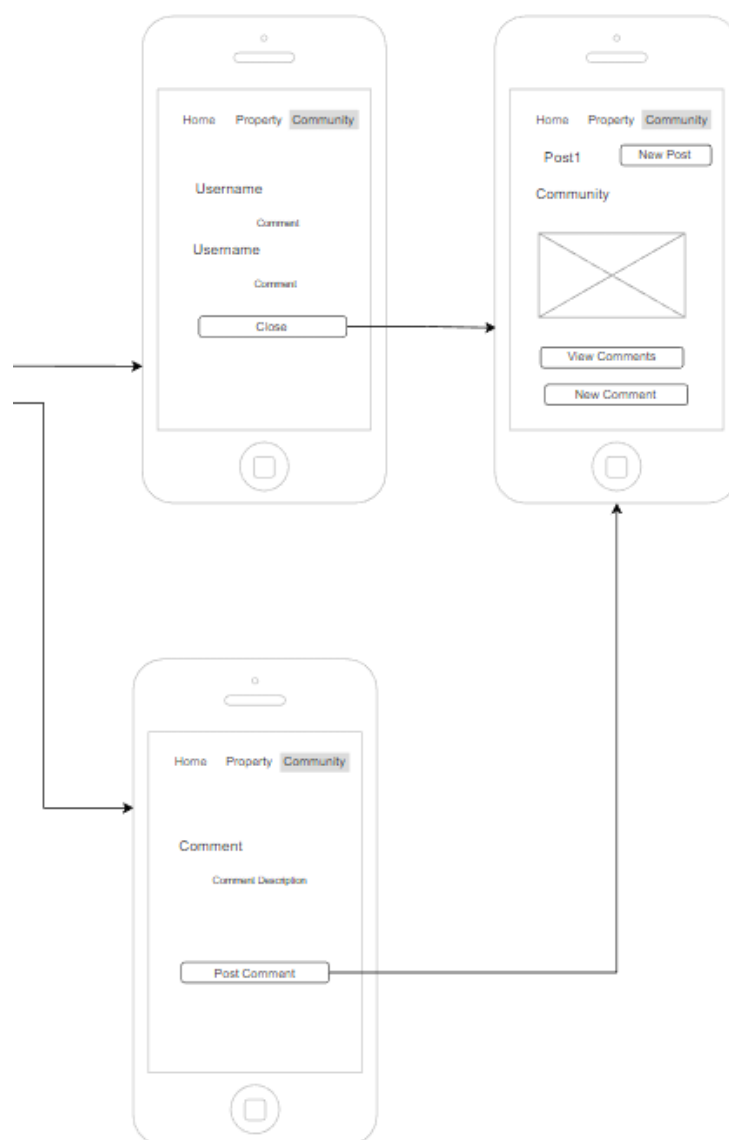 Home Property Community
Username
Comment
Username
Comment
Close
Home Property Community
Post1 New Post
Community
View Comments
New Comment
Home Property Community
Comment
Comment Description
Post Comment